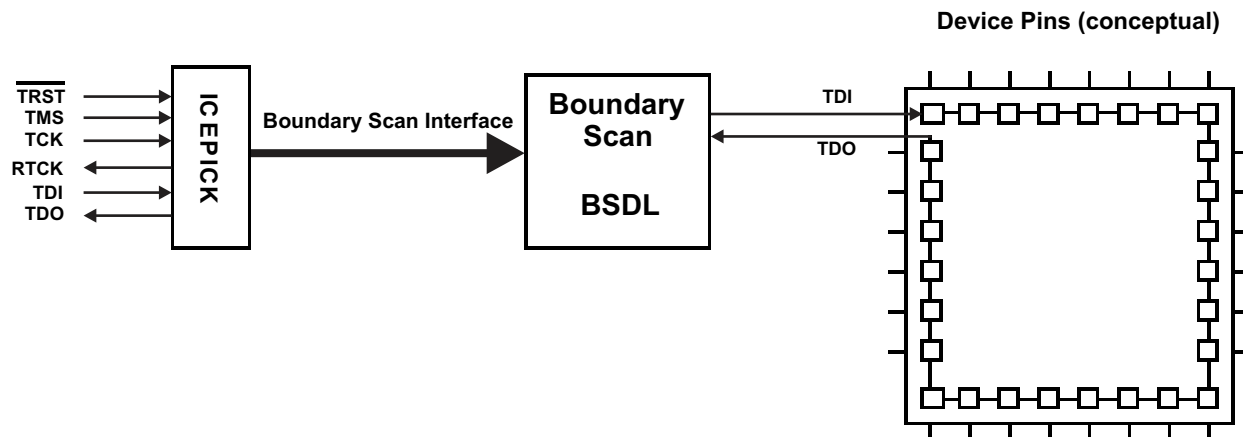 Device Pins (conceptual)
TRST
TMS
TCK
RTCK
TDI
TDO
ICEPICK
Boundary Scan Interface
Boundary
Scan
BSDL
TDI
TDO